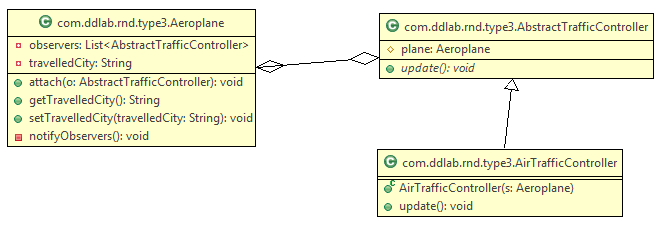 com.ddlab.rnd.type3.Aeroplane
observers: List<AbstractTrafficController>
travelledCity: String
attach(o: AbstractTrafficController): void
getTravelledCity(): String
setTravelledCity(travelledCity: String): void
notifyObservers(): void
com.ddlab.rnd.type3.AbstractTrafficController
plane: Aeroplane
update(): void
com.ddlab.rnd.type3.AirTrafficController
AirTrafficController(s: Aeroplane)
update(): void